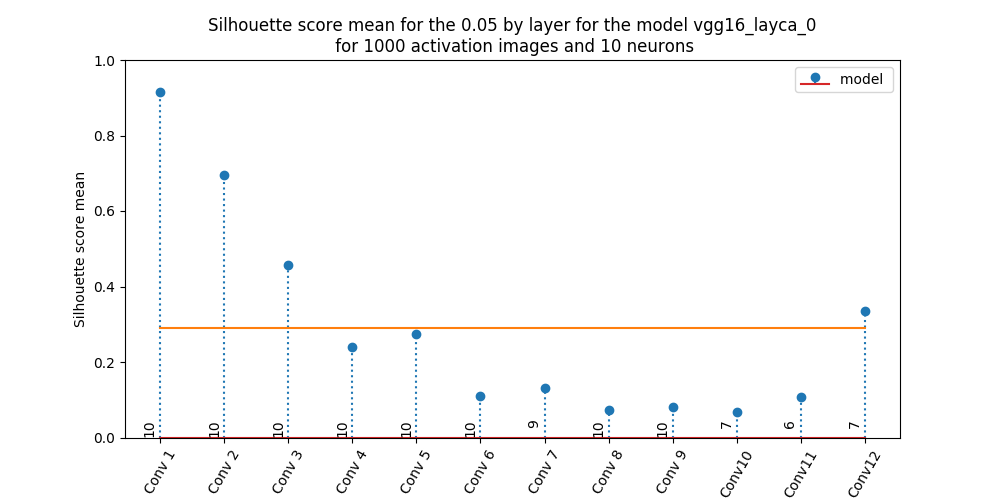 Silhouette score mean for the 0.05 by layer for the model vgg16_layca_0
for 1000 activation images and 10 neurons
model
Silhouette score mean
1.0
0.8
0.6
0.4
0.2
0.0
10 10 10 10 10 10 9 10 10 7 6 7
Conv 1 Conv 2 Conv 3 Conv 4 Conv 5 Conv 6 Conv 7 Conv 8 Conv 9 Conv10 Conv11 Conv12